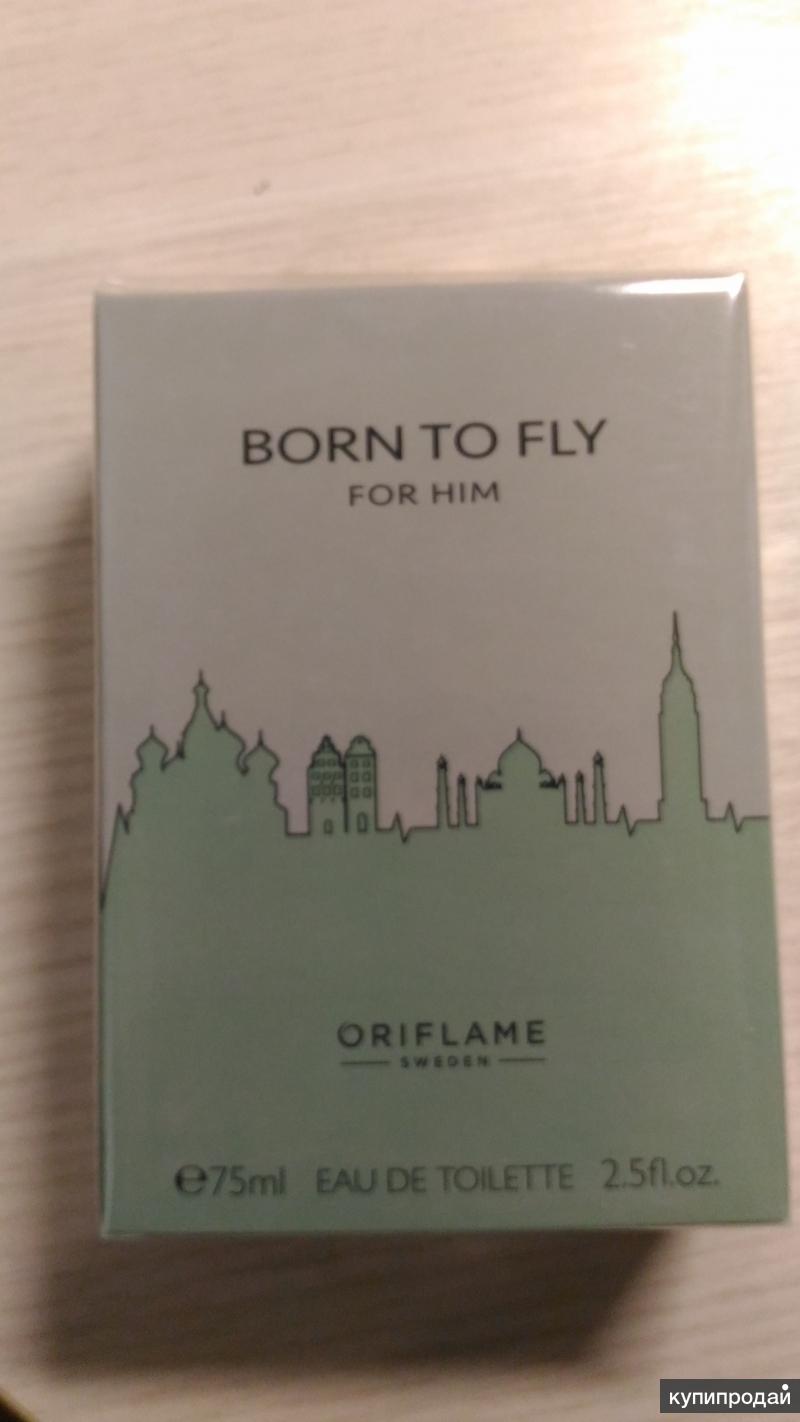 BORN TO FLY
FOR HIM
ORIFLAME
SWEDEN
℮75ml EAU DE TOILETTE 2.5fl.oz.
купипродай